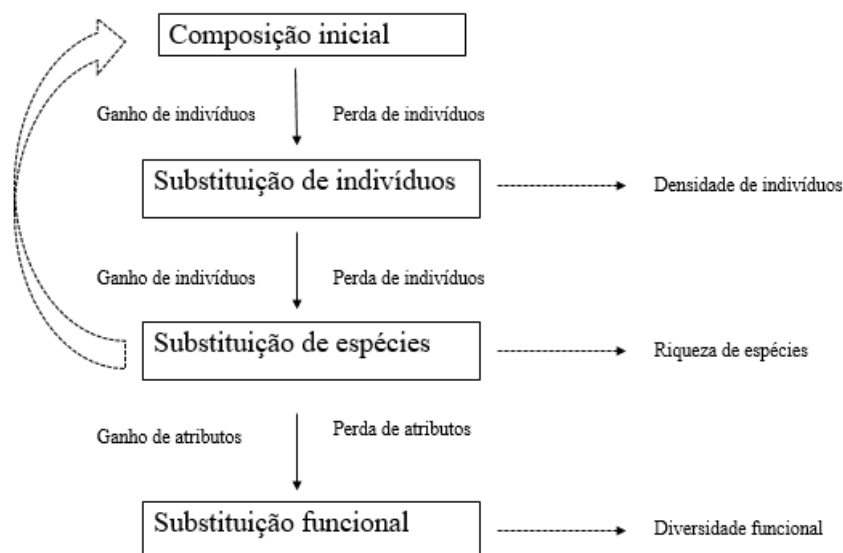 Composição inicial
Ganho de indivíduos
Perda de indivíduos
Substituição de indivíduos
Densidade de indivíduos
Ganho de indivíduos
Perda de indivíduos
Substituição de espécies
Riqueza de espécies
Ganho de atributos
Perda de atributos
Substituição funcional
Diversidade funcional